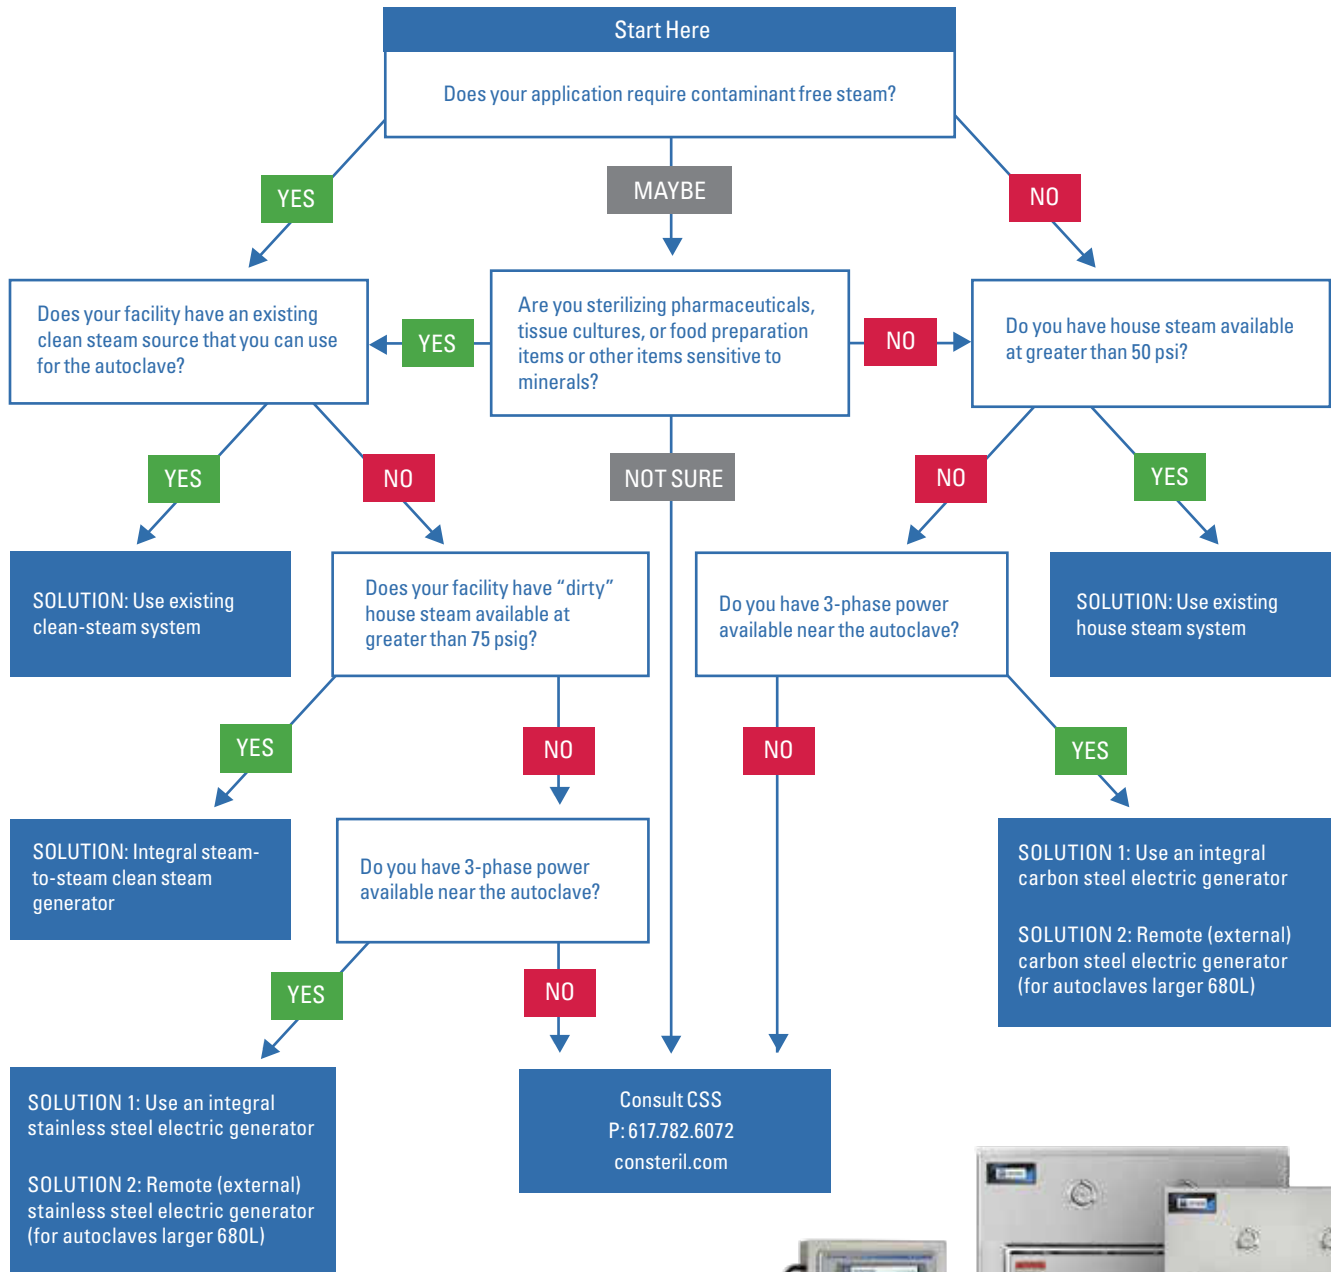 Start Here
Does your application require contaminant free steam?
YES
MAYBE
NO
Does your facility have an existing
clean steam source that you can use
for the autoclave?
YES
Are you sterilizing pharmaceuticals,
tissue cultures, or food preparation
items or other items sensitive to
minerals?
NO
Do you have house steam available
at greater than 50 psi?
YES
NO
NOT SURE
NO
YES
SOLUTION: Use existing
clean-steam system
Does your facility have “dirty”
house steam available at
greater than 75 psig?
Do you have 3-phase power
available near the autoclave?
SOLUTION: Use existing
house steam system
YES
NO
NO
YES
SOLUTION: Integral steam-
to-steam clean steam
generator
Do you have 3-phase power
available near the autoclave?
SOLUTION 1: Use an integral
carbon steel electric generator
SOLUTION 2: Remote (external)
carbon steel electric generator
(for autoclaves larger 680L)
YES
NO
SOLUTION 1: Use an integral
stainless steel electric generator
SOLUTION 2: Remote (external)
stainless steel electric generator
(for autoclaves larger 680L)
Consult CSS
P: 617.782.6072
consteril.com